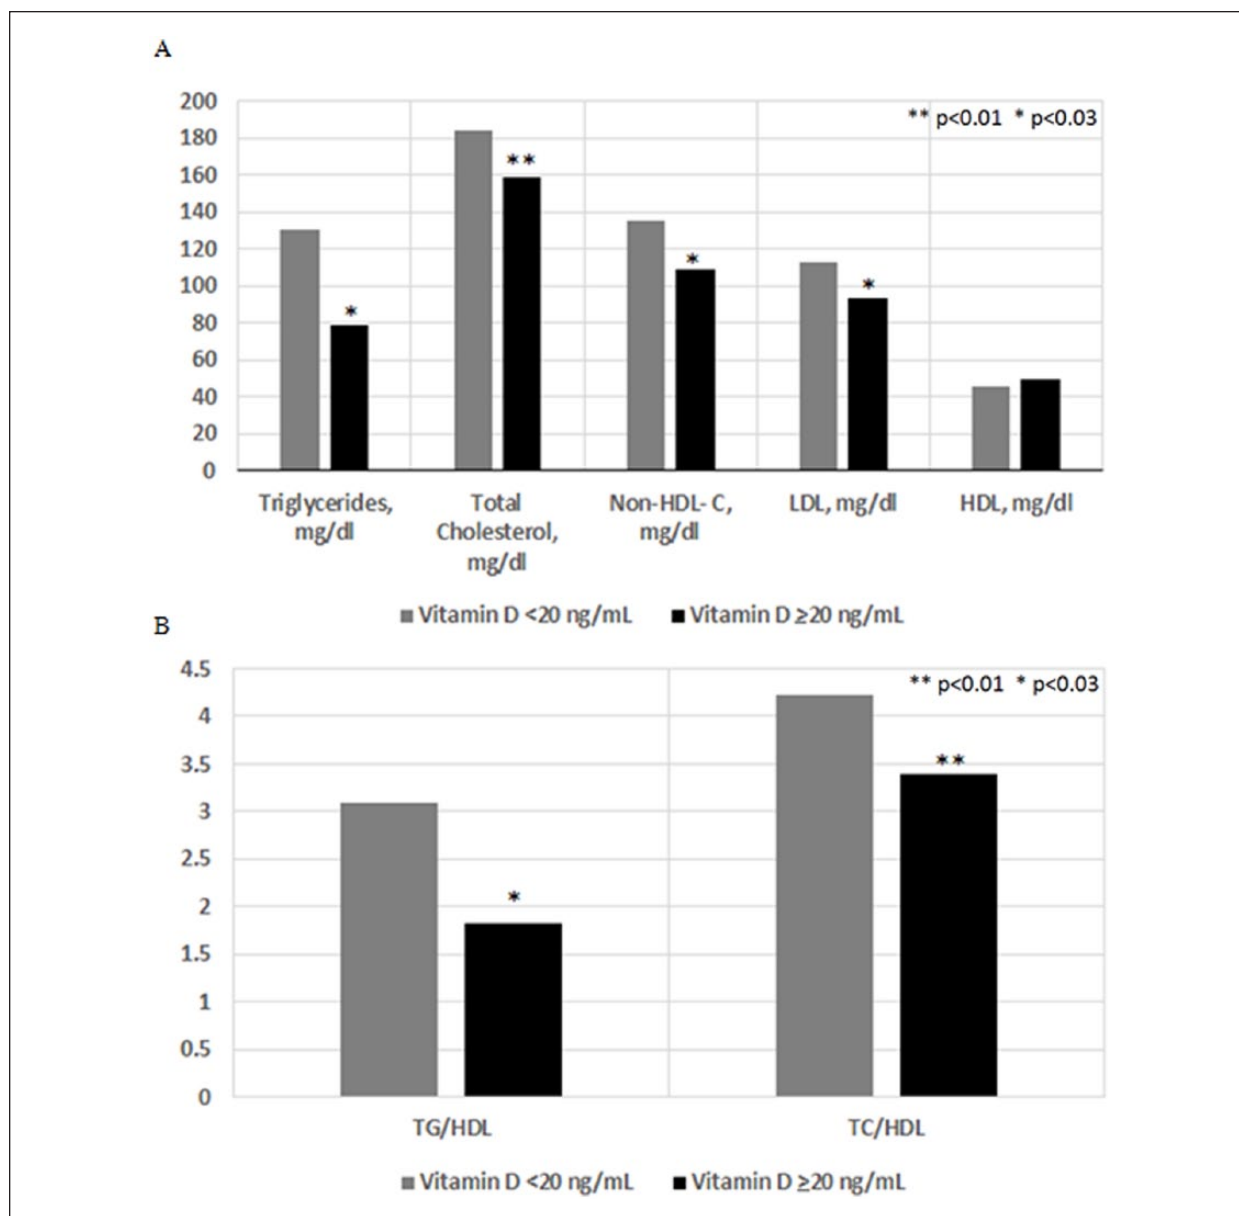 A
200
180
160
140
120
100
80
60
40
20
0
** p<0.01 * p<0.03
**
*
*
*
Triglycerides, mg/dl
Total Cholesterol, mg/dl
Non-HDL- C, mg/dl
LDL, mg/dl
HDL, mg/dl
Vitamin D <20 ng/mL
Vitamin D ≥20 ng/mL
B
4.5
4
3.5
3
2.5
2
1.5
1
0.5
0
** p<0.01 * p<0.03
*
**
TG/HDL
TC/HDL
Vitamin D <20 ng/mL
Vitamin D ≥20 ng/mL